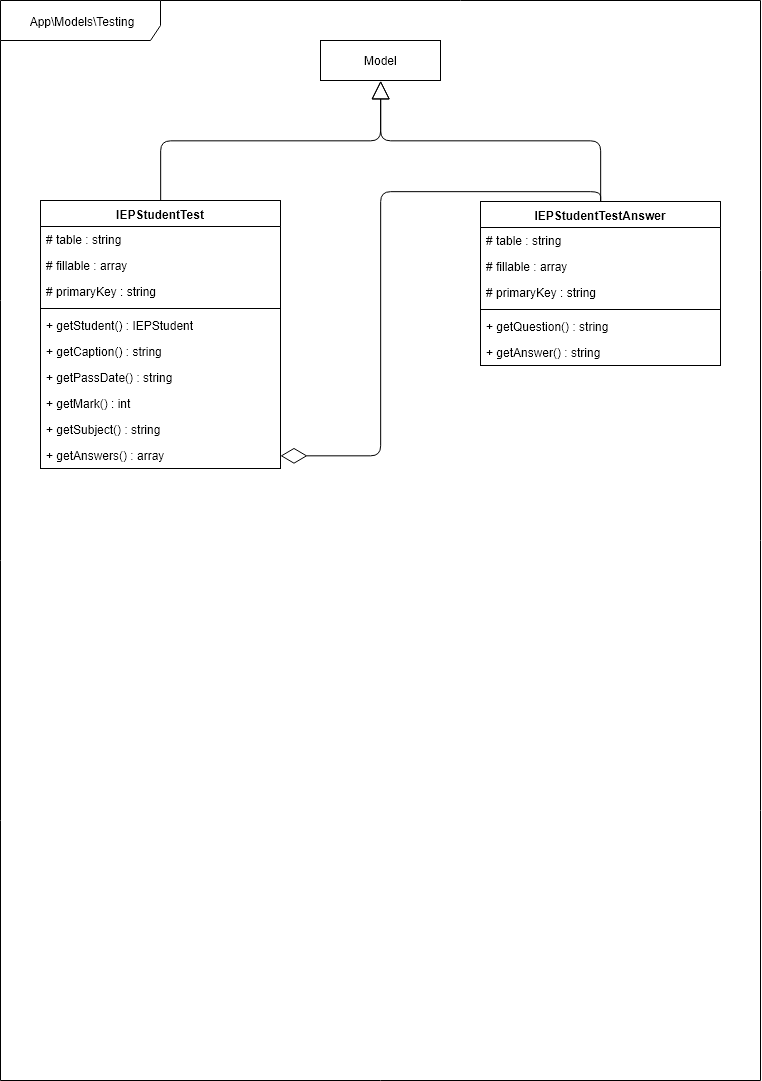 App\Models\Testing
Model
IEPStudentTest
# table : string
# fillable : array
# primaryKey : string
+ getStudent() : IEPStudent
+ getCaption() : string
+ getPassDate() : string
+ getMark() : int
+ getSubject() : string
+ getAnswers() : array
IEPStudentTestAnswer
# table : string
# fillable : array
# primaryKey : string
+ getQuestion() : string
+ getAnswer() : string